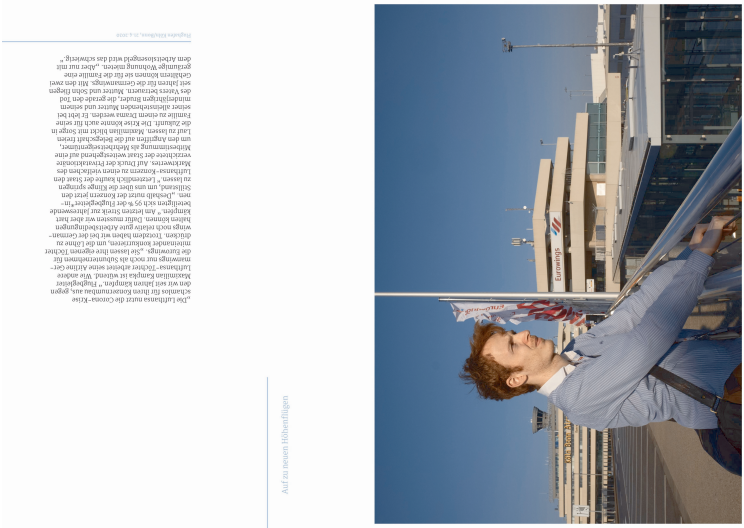 Auf zu neuen Höhenflügen
„Die Lufthansa nutzt die Corona-Krise
schamlos für ihren Konzernumbau aus, gegen
den wir seit Jahren kämpfen.“ Flugbegleiter
Maximilian Kampka ist wütend. Wie andere
Lufthansa-Töchter arbeitet seine Airline Ger-
manwings nur noch als Subunternehmen für
die Eurowings. „Sie lassen ihre eigenen Töchter
miteinander konkurrieren, um die Löhne zu
drücken. Trotzdem haben wir bei der German-
wings noch relativ gute Arbeitsbedingungen
halten können. Dafür mussten wir aber hart
kämpfen.“ Am letzten Streik zur Jahreswende
beteiligten sich 95 % der Flugbegleiter*in-
nen. „Deshalb nutzt der Konzern jetzt den
Stillstand, um uns über die Klinge springen
zu lassen.“ Letztendlich kaufte der Staat den
Lufthansa-Konzern zu einen vielfachen des
Marktwertes. Auf Druck der Privataktionäre
verzichtete der Staat weitestgehend auf eine
Mitbestimmung als Mehrheitseigentümer,
um den Angriffen auf die Belegschaft freien
Lauf zu lassen. Maximilian blickt mit Sorge in
die Zukunft. Die Krise könnte auch für seine
Familie zu einem Drama werden. Er lebt bei
seiner alleinstehenden Mutter und seinem
minderjährigen Bruder, die gerade den Tod
des Vaters betrauern. Mutter und Sohn fliegen
seit Jahren für die Germanwings. Mit den zwei
Gehältern können sie für die Familie eine
geräumige Wohnung mieten. „Aber nur mit
dem Arbeitslosengeld wird das schwierig.“
Eurowings